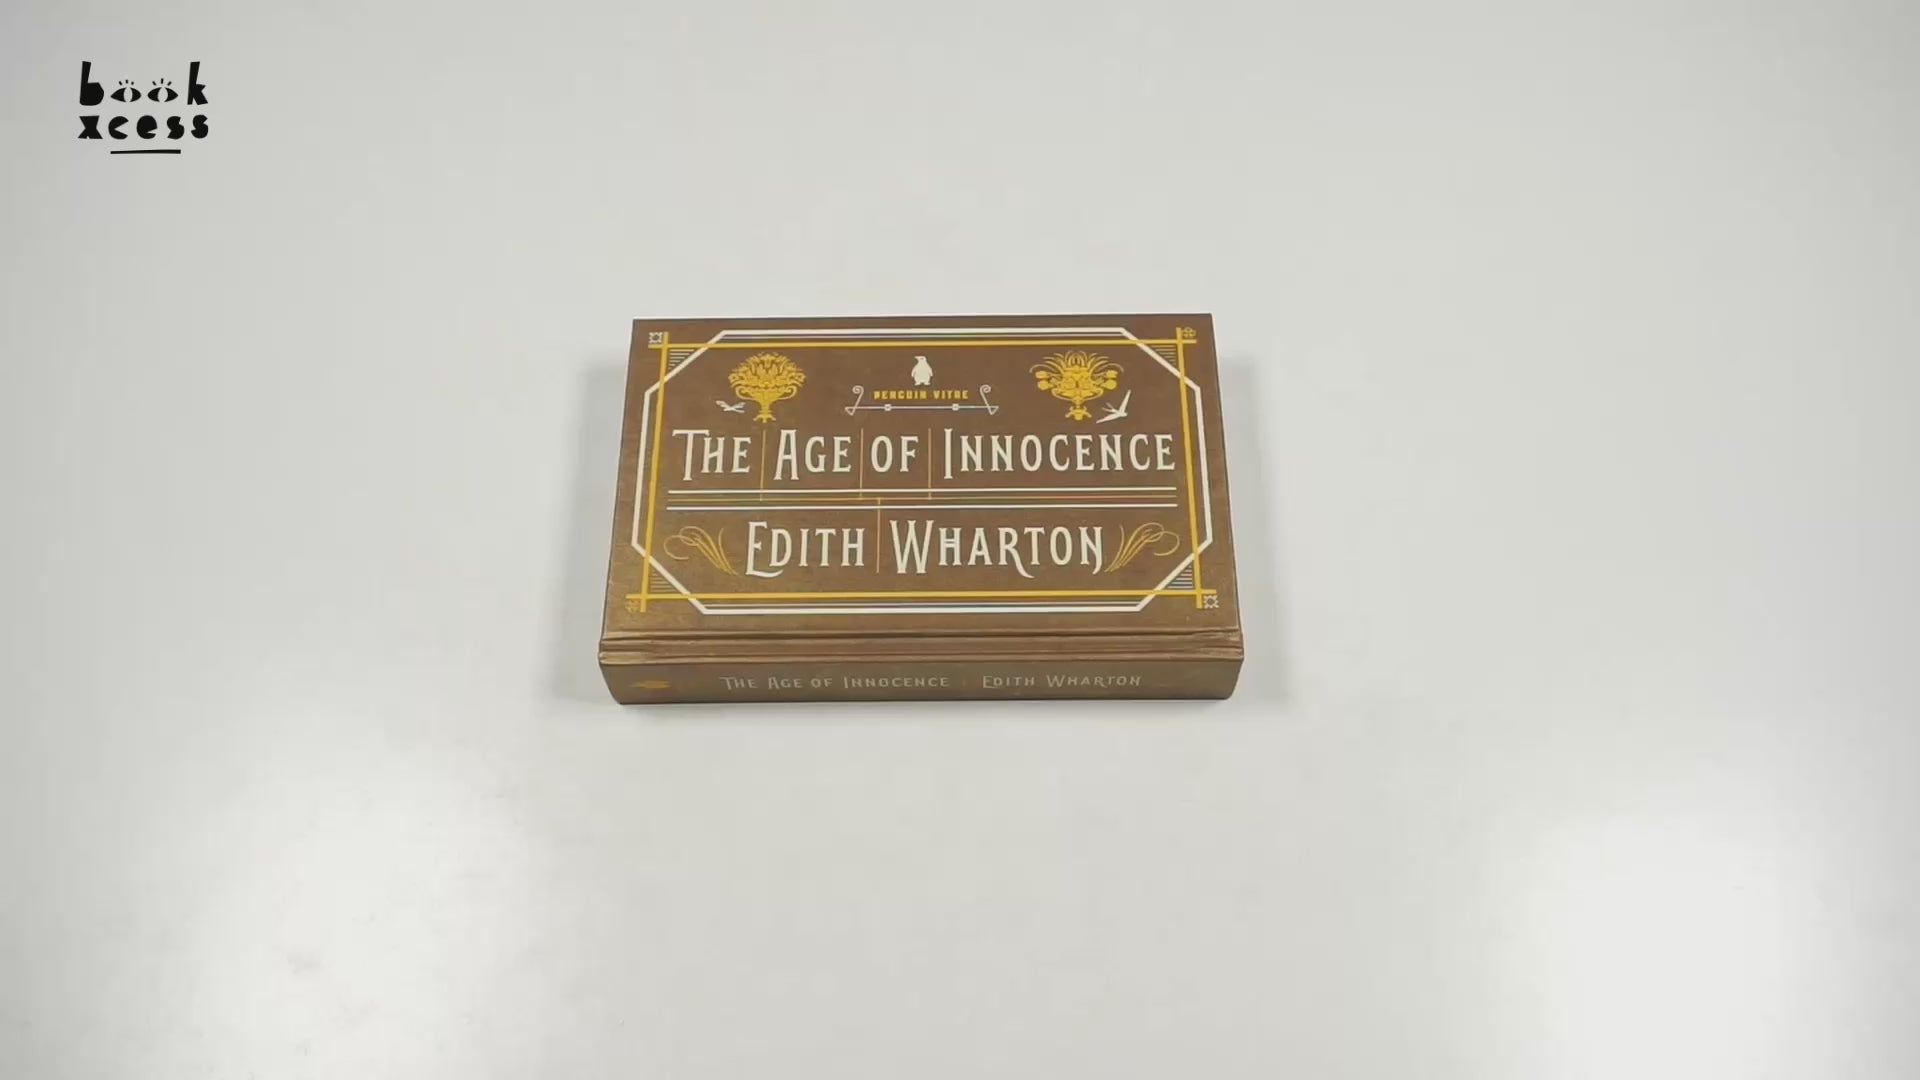 book
xcess
PENGUIN VITAE
THE AGE OF INNOCENCE
EDITH WHARTON
THE AGE OF INNOCENCE EDITH WHARTON